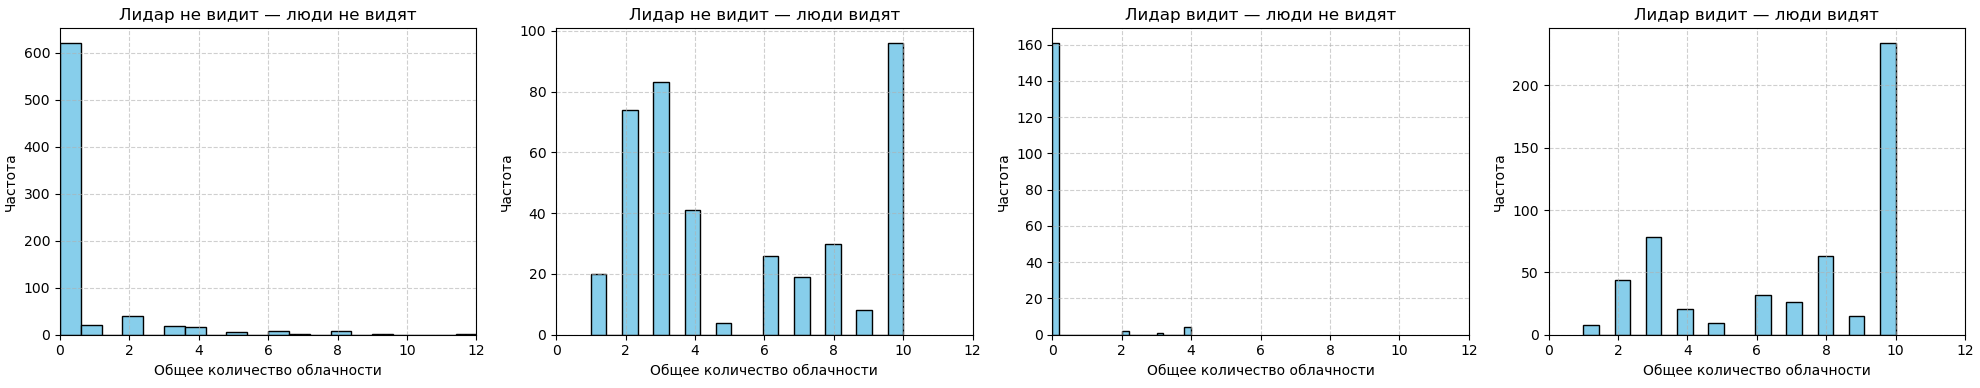 Лидар не видит — люди не видят
600
500
400
300
200
100
0
0 2 4 6 8 10 12
Частота
Общее количество облачности
Лидар не видит — люди видят
100
80
60
40
20
0
0 2 4 6 8 10 12
Частота
Общее количество облачности
Лидар видит — люди не видят
160
140
120
100
80
60
40
20
0
0 2 4 6 8 10 12
Частота
Общее количество облачности
Лидар видит — люди видят
200
150
100
50
0
0 2 4 6 8 10 12
Частота
Общее количество облачности